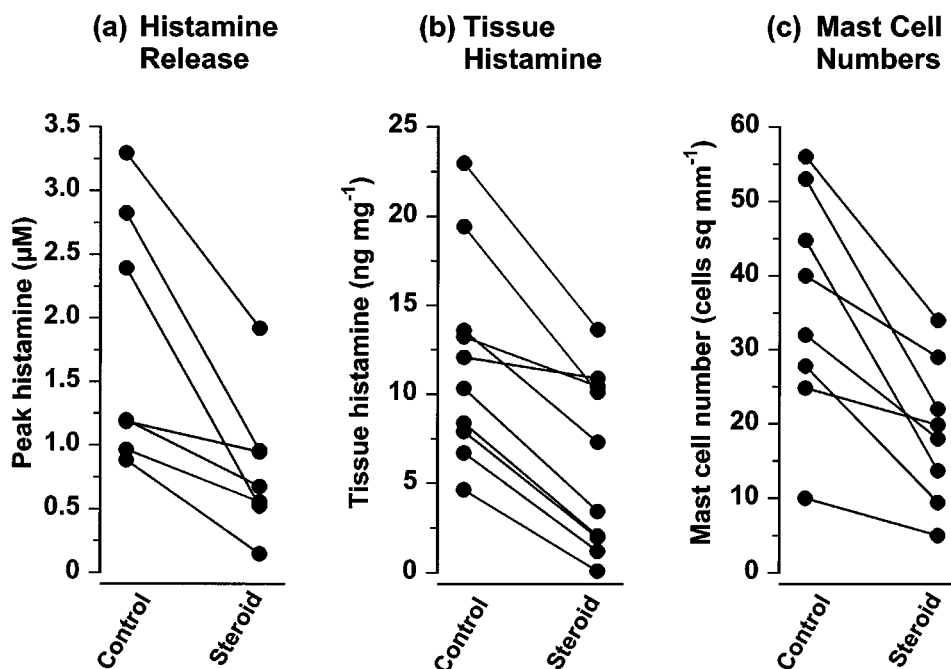 (a) Histamine
Release
Peak histamine (µM)
3.5
3.0
2.5
2.0
1.5
1.0
0.5
0
Control
Steroid
(b) Tissue
Histamine
Tissue histamine (ng mg⁻¹)
25
20
15
10
5
0
Control
Steroid
(c) Mast Cell
Numbers
Mast cell number (cells sq mm⁻¹)
60
50
40
30
20
10
0
Control
Steroid